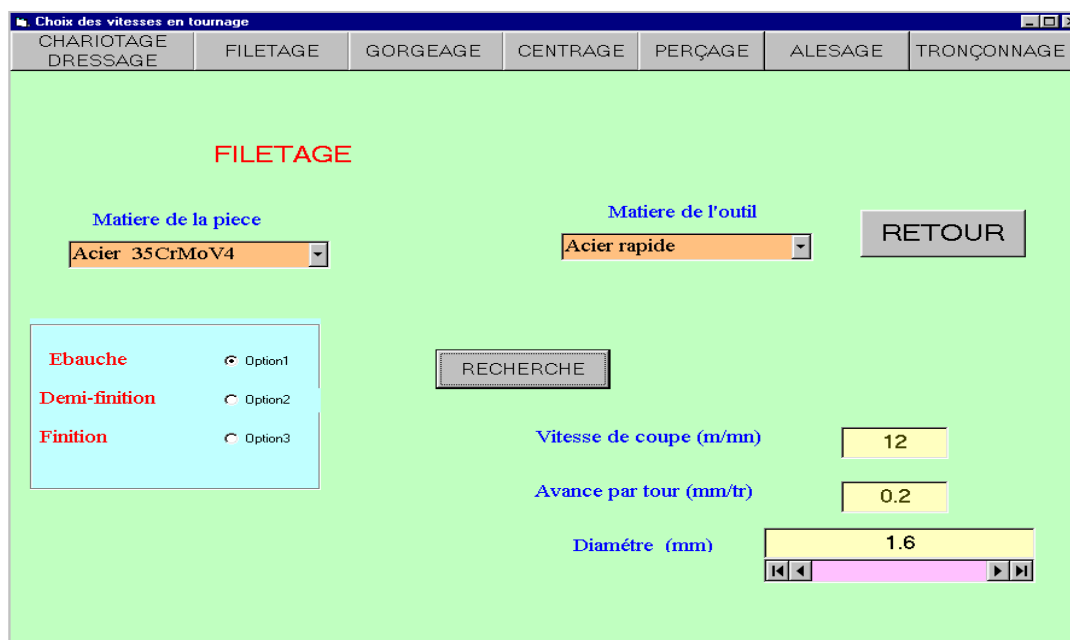 Choix des vitesses en tournage
CHARIOTAGE DRESSAGE
FILETAGE
GORGEAGE
CENTRAGE
PERÇAGE
ALESAGE
TRONÇONNAGE
FILETAGE
Matiere de la piece
Matiere de l'outil
Acier 35CrMoV4
Acier rapide
RETOUR
Ebauche
Option1
Demi-finition
Option2
Finition
Option3
RECHERCHE
Vitesse de coupe (m/mn)
12
Avance par tour (mm/tr)
0.2
Diamétre (mm)
1.6